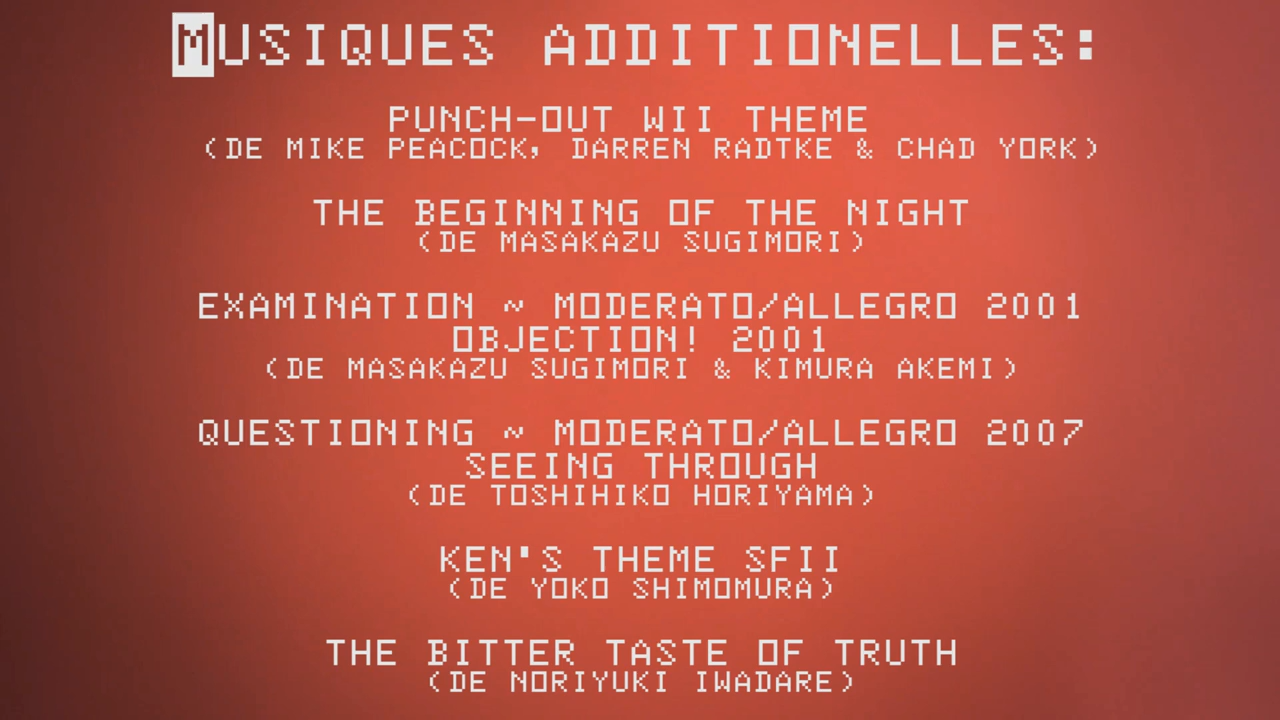 MUSIQUES ADDITIONELLES:
PUNCH-OUT WII THEME
(DE MIKE PEACOCK, DARREN RADTKE & CHAD YORK)
THE BEGINNING OF THE NIGHT
(DE MASAKAZU SUGIMORI)
EXAMINATION ~ MODERATO/ALLEGRO 2001
OBJECTION! 2001
(DE MASAKAZU SUGIMORI & KIMURA AKEMI)
QUESTIONING ~ MODERATO/ALLEGRO 2007
SEEING THROUGH
(DE TOSHIHIKO HORIYAMA)
KEN'S THEME SFII
(DE YOKO SHIMOMURA)
THE BITTER TASTE OF TRUTH
(DE NORIYUKI IWADARE)